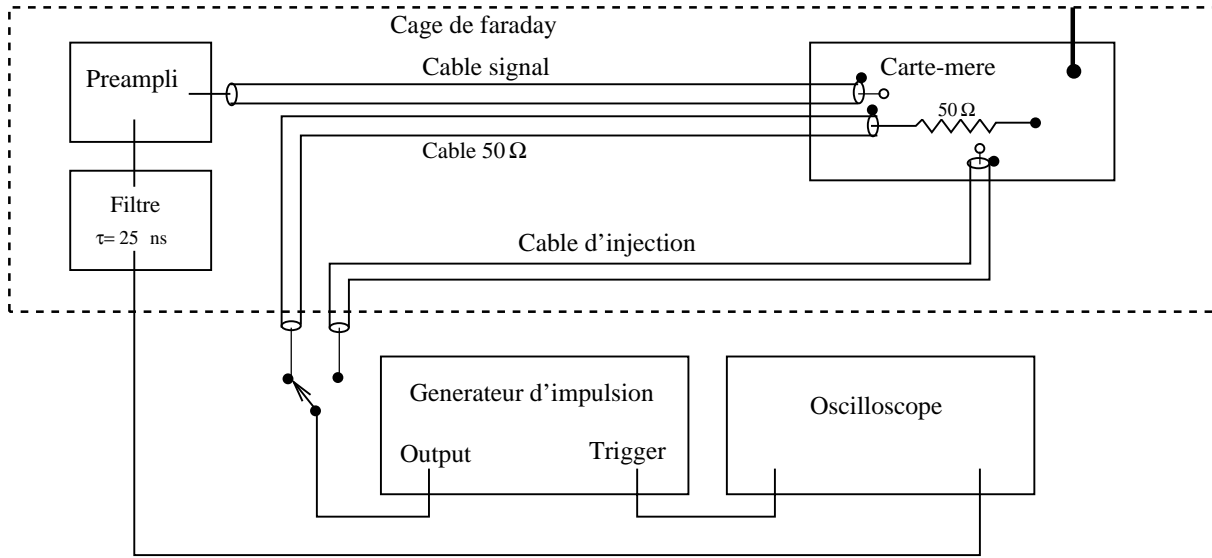 Cage de faraday
Preampli
Cable signal
Carte-mere
50 Ω
Cable 50 Ω
Filtre
τ= 25 ns
Cable d'injection
Generateur d'impulsion
Oscilloscope
Output
Trigger